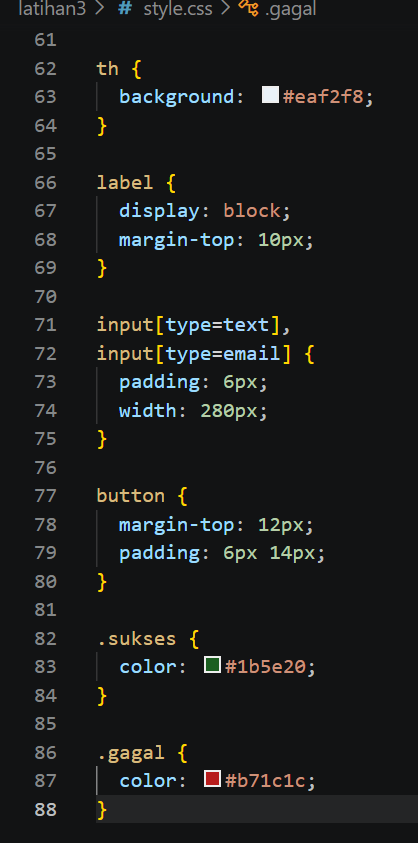 latihan3 > # style.css > .gagal
61
62 th {
63   background: #eaf2f8;
64 }
65
66 label {
67   display: block;
68   margin-top: 10px;
69 }
70
71 input[type=text],
72 input[type=email] {
73   padding: 6px;
74   width: 280px;
75 }
76
77 button {
78   margin-top: 12px;
79   padding: 6px 14px;
80 }
81
82 .sukses {
83   color: #1b5e20;
84 }
85
86 .gagal {
87   color: #b71c1c;
88 }